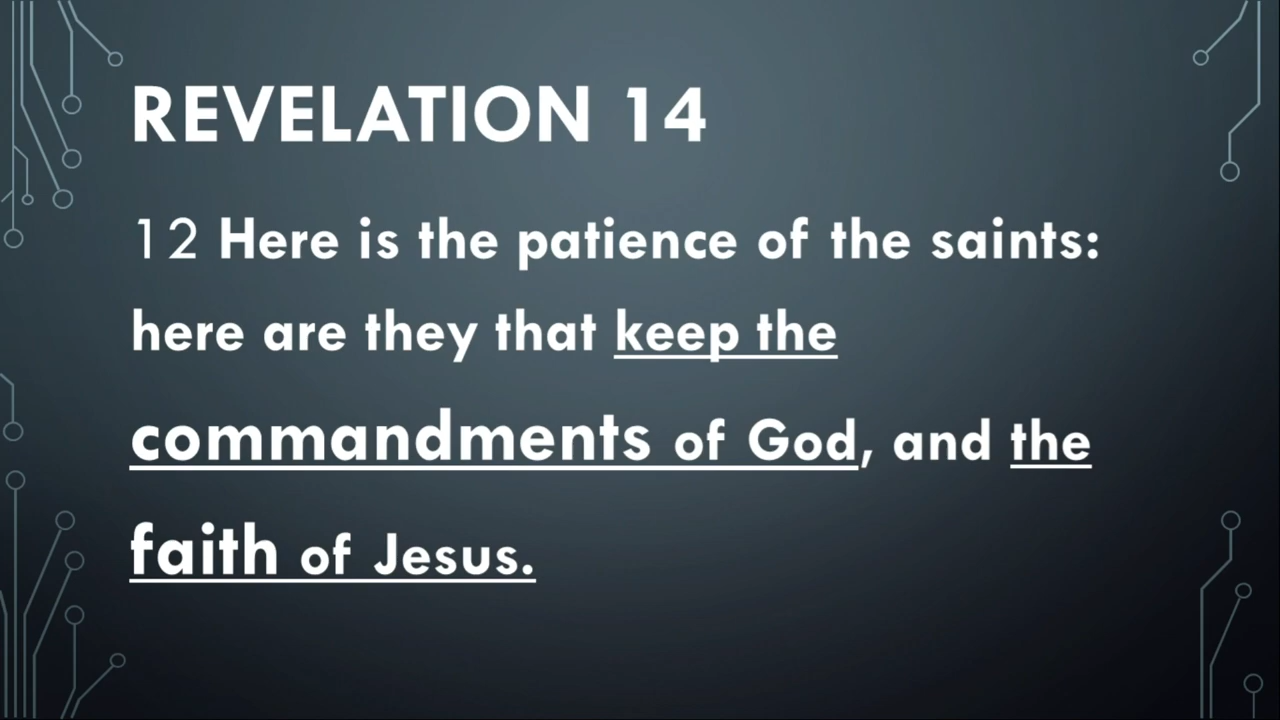 REVELATION 14
12 Here is the patience of the saints:
here are they that keep the
commandments of God, and the
faith of Jesus.